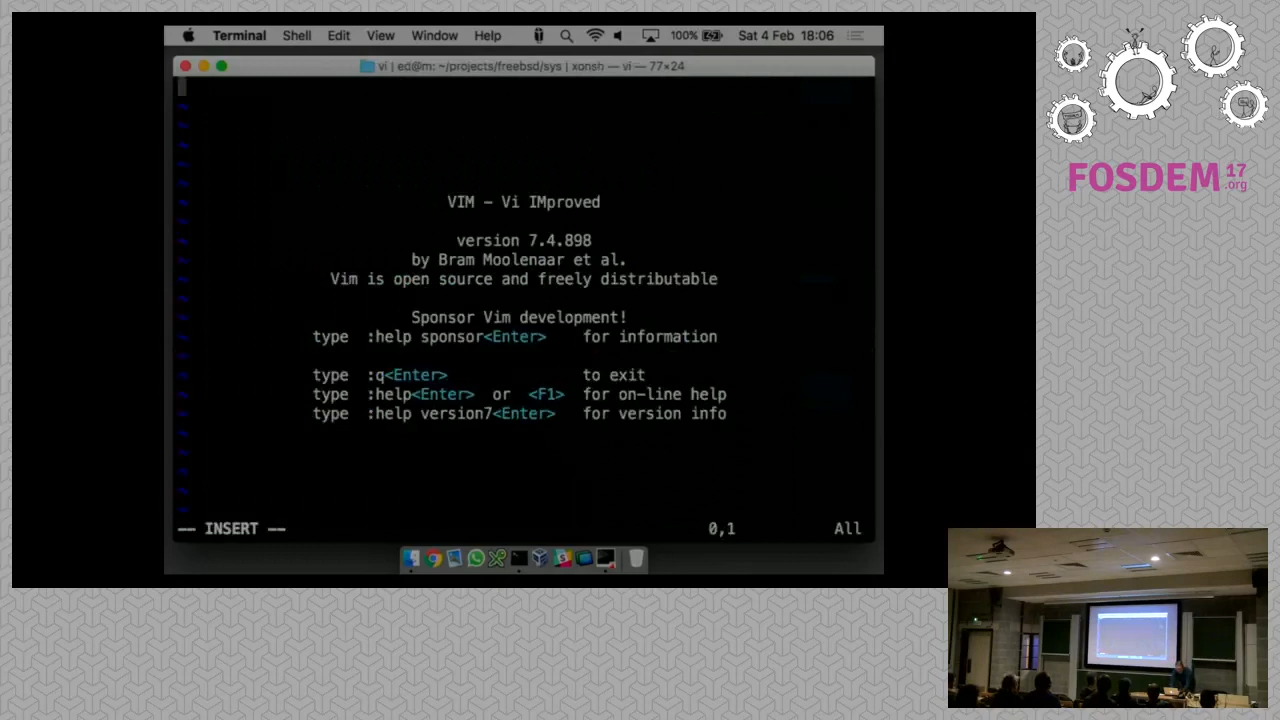 Terminal Shell Edit View Window Help 100% Sat 4 Feb 18:06
vi | ed@m: ~/projects/freebsd/sys | xonsh — vi — 77×24
~
~
~
~
~
VIM - Vi IMproved
~
version 7.4.898
~
by Bram Moolenaar et al.
~
Vim is open source and freely distributable
~
~
Sponsor Vim development!
~
type :help sponsor<Enter> for information
~
~
type :q<Enter> to exit
~
type :help<Enter> or <F1> for on-line help
~
type :help version7<Enter> for version info
~
~
~
~
~
-- INSERT -- 0,1 All
FOSDEM 17
.org